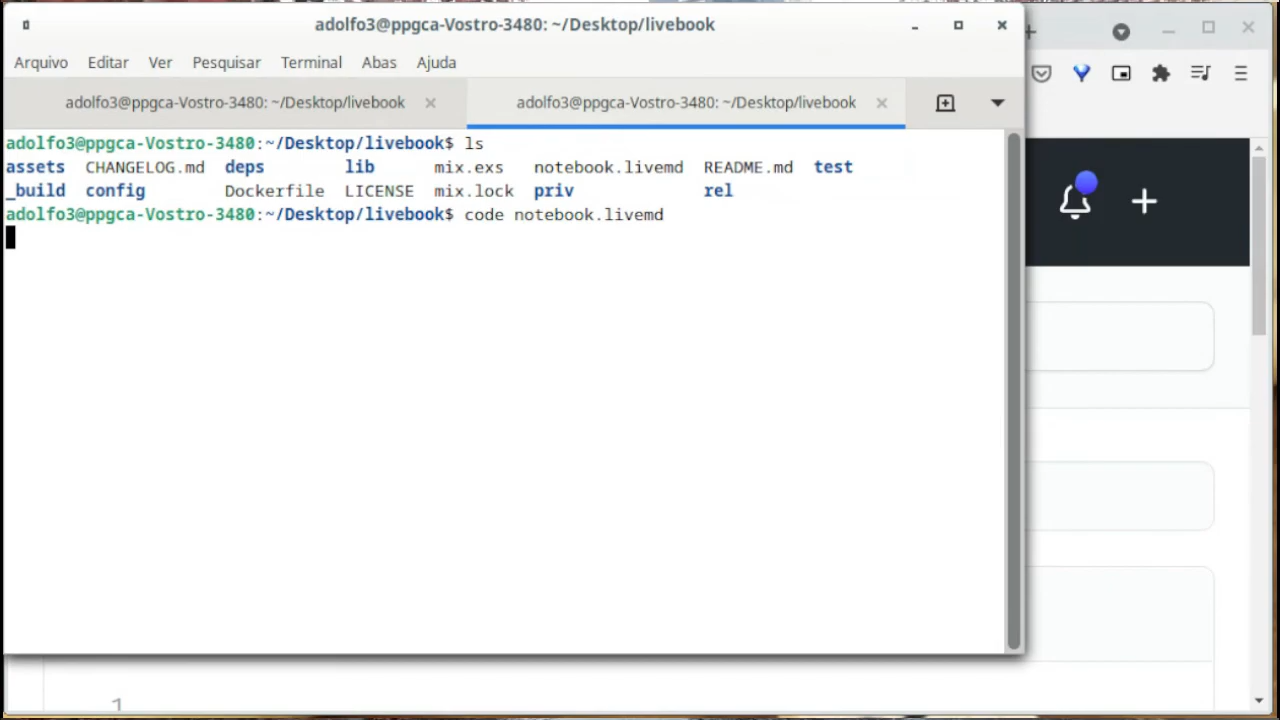 adolfo3@ppgca-Vostro-3480: ~/Desktop/livebook
Arquivo Editar Ver Pesquisar Terminal Abas Ajuda
adolfo3@ppgca-Vostro-3480: ~/Desktop/livebook adolfo3@ppgca-Vostro-3480: ~/Desktop/livebook
adolfo3@ppgca-Vostro-3480:~/Desktop/livebook$ ls
assets CHANGELOG.md deps lib mix.exs notebook.livemd README.md test
_build config Dockerfile LICENSE mix.lock priv rel
adolfo3@ppgca-Vostro-3480:~/Desktop/livebook$ code notebook.livemd
1